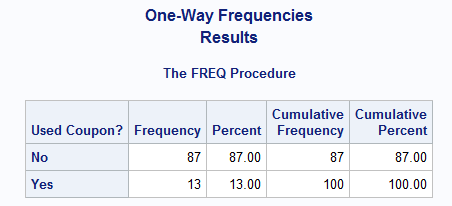 One-Way Frequencies
Results
The FREQ Procedure
Used Coupon? Frequency Percent Cumulative Frequency Cumulative Percent
No 87 87.00 87 87.00
Yes 13 13.00 100 100.00